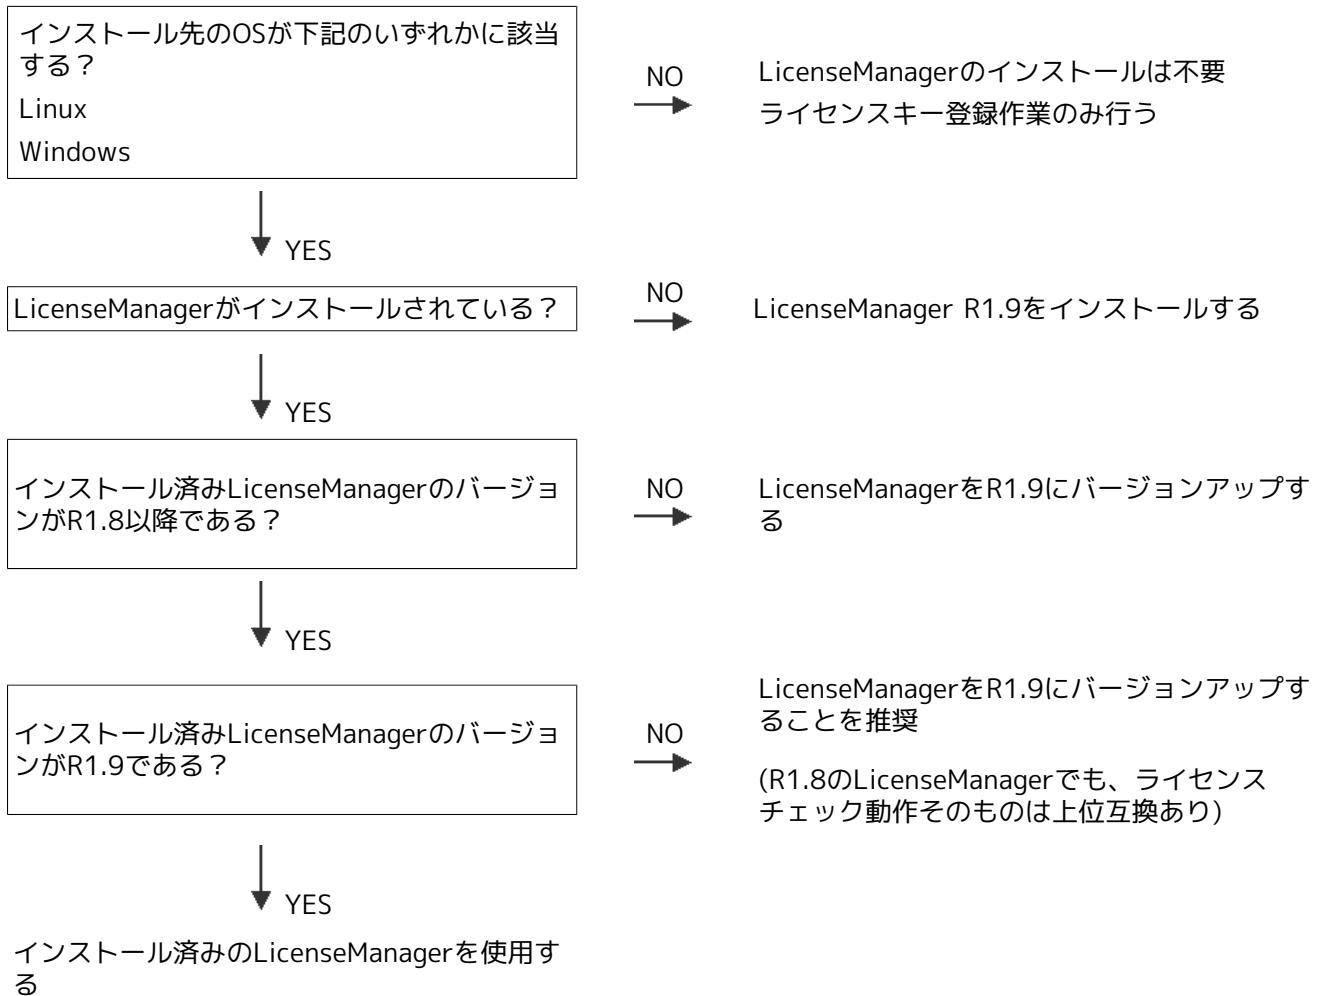 インストール先のOSが下記のいずれかに該当
する？
Linux
Windows
NO
LicenseManagerのインストールは不要
ライセンスキー登録作業のみ行う
YES
LicenseManagerがインストールされている？
NO
LicenseManager R1.9をインストールする
YES
インストール済みLicenseManagerのバージョ
ンがR1.8以降である？
NO
LicenseManagerをR1.9にバージョンアップす
る
YES
インストール済みLicenseManagerのバージョ
ンがR1.9である？
NO
LicenseManagerをR1.9にバージョンアップす
ることを推奨
(R1.8のLicenseManagerでも、ライセンス
チェック動作そのものは上位互換あり)
YES
インストール済みのLicenseManagerを使用す
る